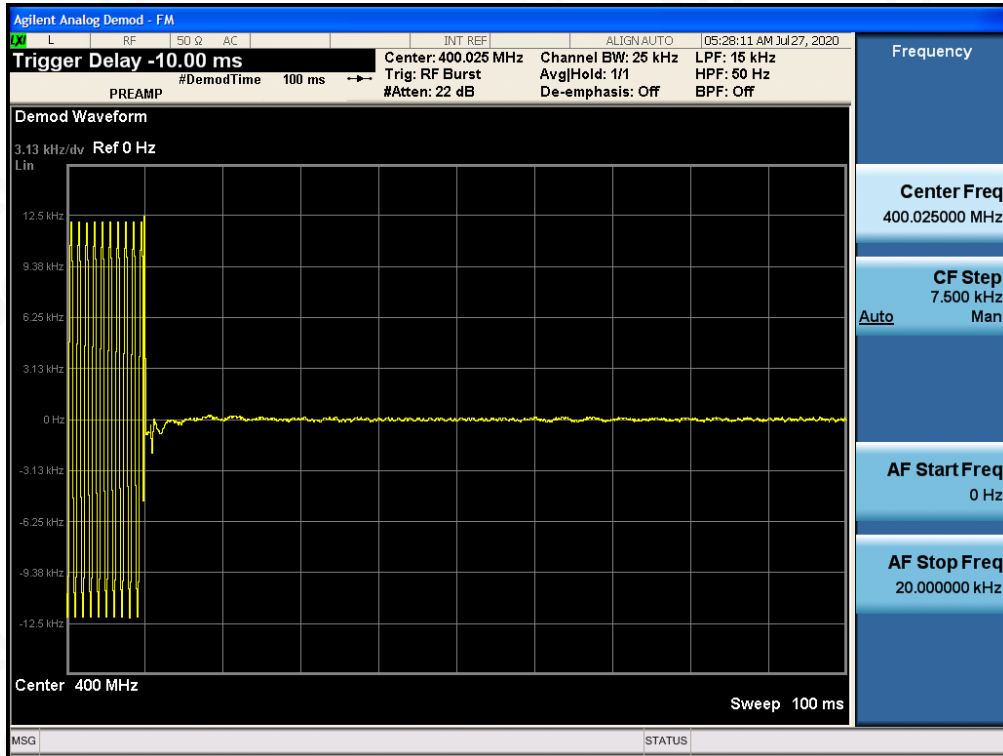 Agilent Analog Demod - FM
LXI L RF 50 Ω AC INT REF ALIGNAUTO 05:28:11 AM Jul 27, 2020
Trigger Delay -10.00 ms
#DemodTime 100 ms
PREAMP
Center: 400.025 MHz Channel BW: 25 kHz LPF: 15 kHz
Trig: RF Burst Avg|Hold: 1/1 HPF: 50 Hz
#Atten: 22 dB De-emphasis: Off BPF: Off
Demod Waveform
3.13 kHz/dv Ref 0 Hz
Lin
12.5 kHz
9.38 kHz
6.25 kHz
3.13 kHz
0 Hz
-3.13 kHz
-6.25 kHz
-9.38 kHz
-12.5 kHz
Center 400 MHz
Sweep 100 ms
MSG STATUS
Frequency
Center Freq
400.025000 MHz
CF Step
7.500 kHz
Auto Man
AF Start Freq
0 Hz
AF Stop Freq
20.000000 kHz